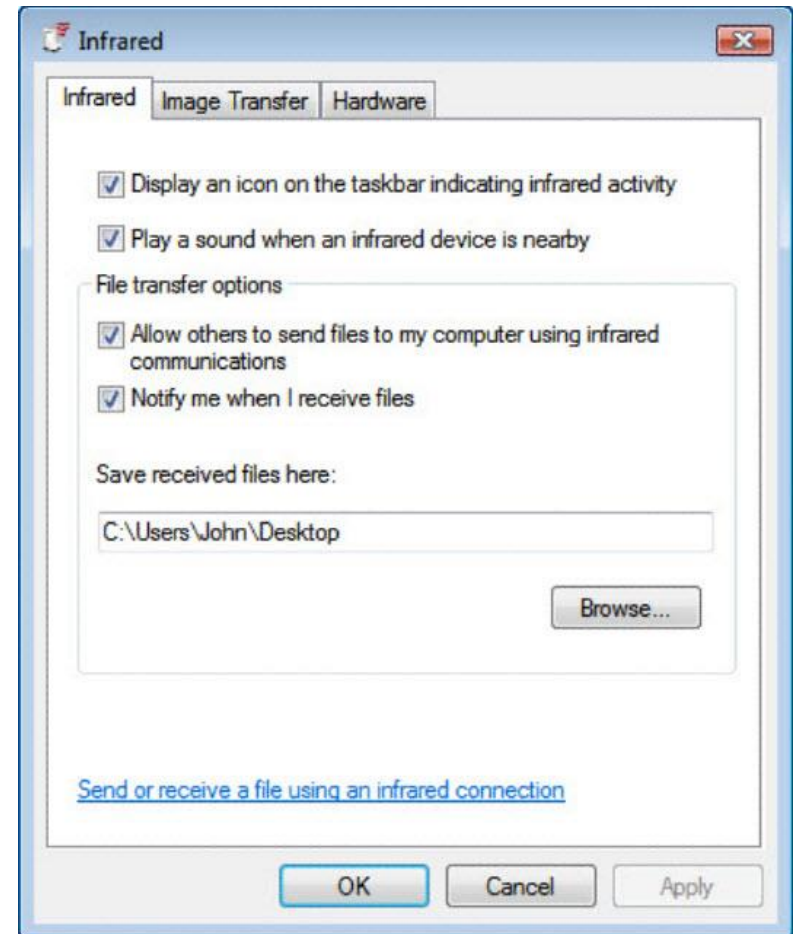 Infrared
Infrared Image Transfer Hardware
Display an icon on the taskbar indicating infrared activity
Play a sound when an infrared device is nearby
File transfer options
Allow others to send files to my computer using infrared
communications
Notify me when I receive files
Save received files here:
C:\Users\John\Desktop
Browse...
Send or receive a file using an infrared connection
OK Cancel Apply